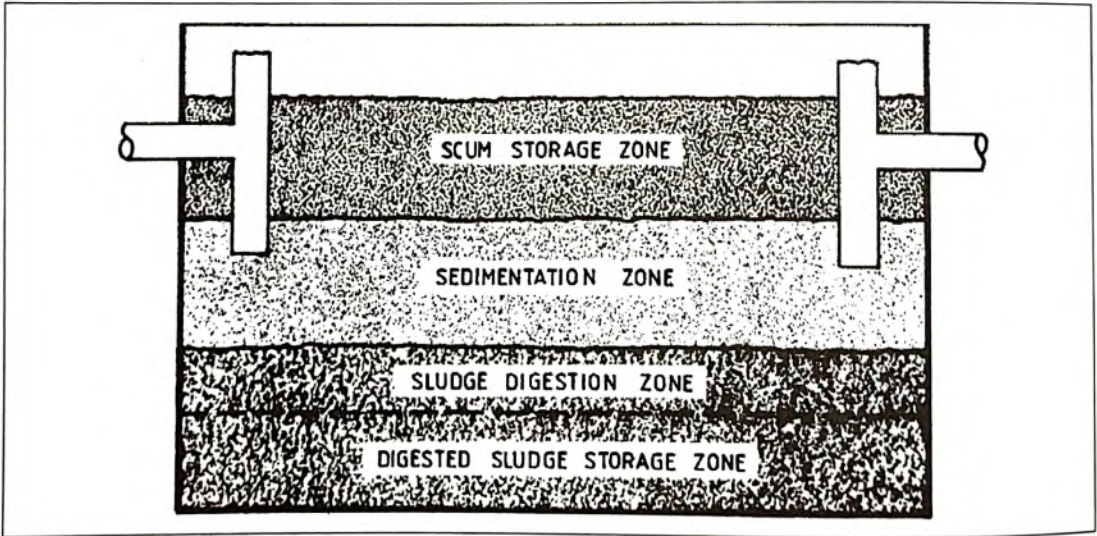 SCUM STORAGE ZONE
SEDIMENTATION ZONE
SLUDGE DIGESTION ZONE
DIGESTED SLUDGE STORAGE ZONE